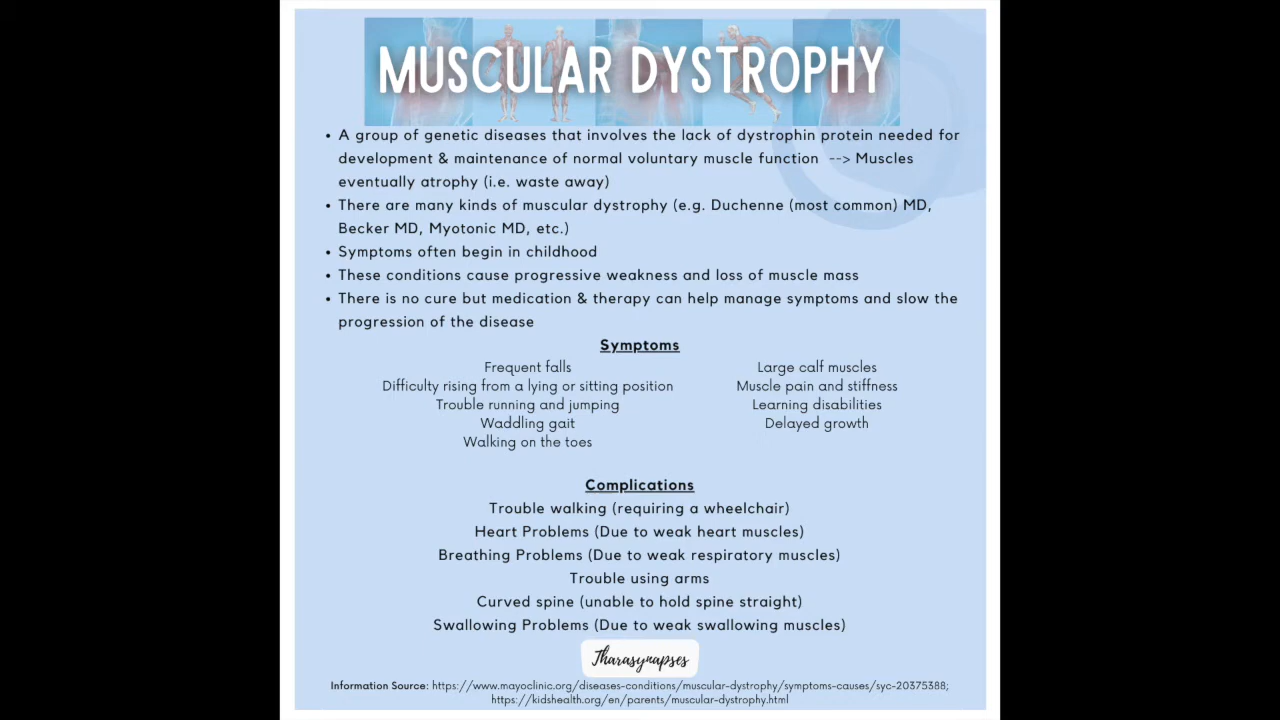 MUSCULAR DYSTROPHY
• A group of genetic diseases that involves the lack of dystrophin protein needed for
development & maintenance of normal voluntary muscle function --> Muscles
eventually atrophy (i.e. waste away)
• There are many kinds of muscular dystrophy (e.g. Duchenne (most common) MD,
Becker MD, Myotonic MD, etc.)
• Symptoms often begin in childhood
• These conditions cause progressive weakness and loss of muscle mass
• There is no cure but medication & therapy can help manage symptoms and slow the
progression of the disease
Symptoms
Frequent falls
Difficulty rising from a lying or sitting position
Trouble running and jumping
Waddling gait
Walking on the toes
Large calf muscles
Muscle pain and stiffness
Learning disabilities
Delayed growth
Complications
Trouble walking (requiring a wheelchair)
Heart Problems (Due to weak heart muscles)
Breathing Problems (Due to weak respiratory muscles)
Trouble using arms
Curved spine (unable to hold spine straight)
Swallowing Problems (Due to weak swallowing muscles)
Tharasynapses
Information Source: https://www.mayoclinic.org/diseases-conditions/muscular-dystrophy/symptoms-causes/syc-20375388;
https://kidshealth.org/en/parents/muscular-dystrophy.html